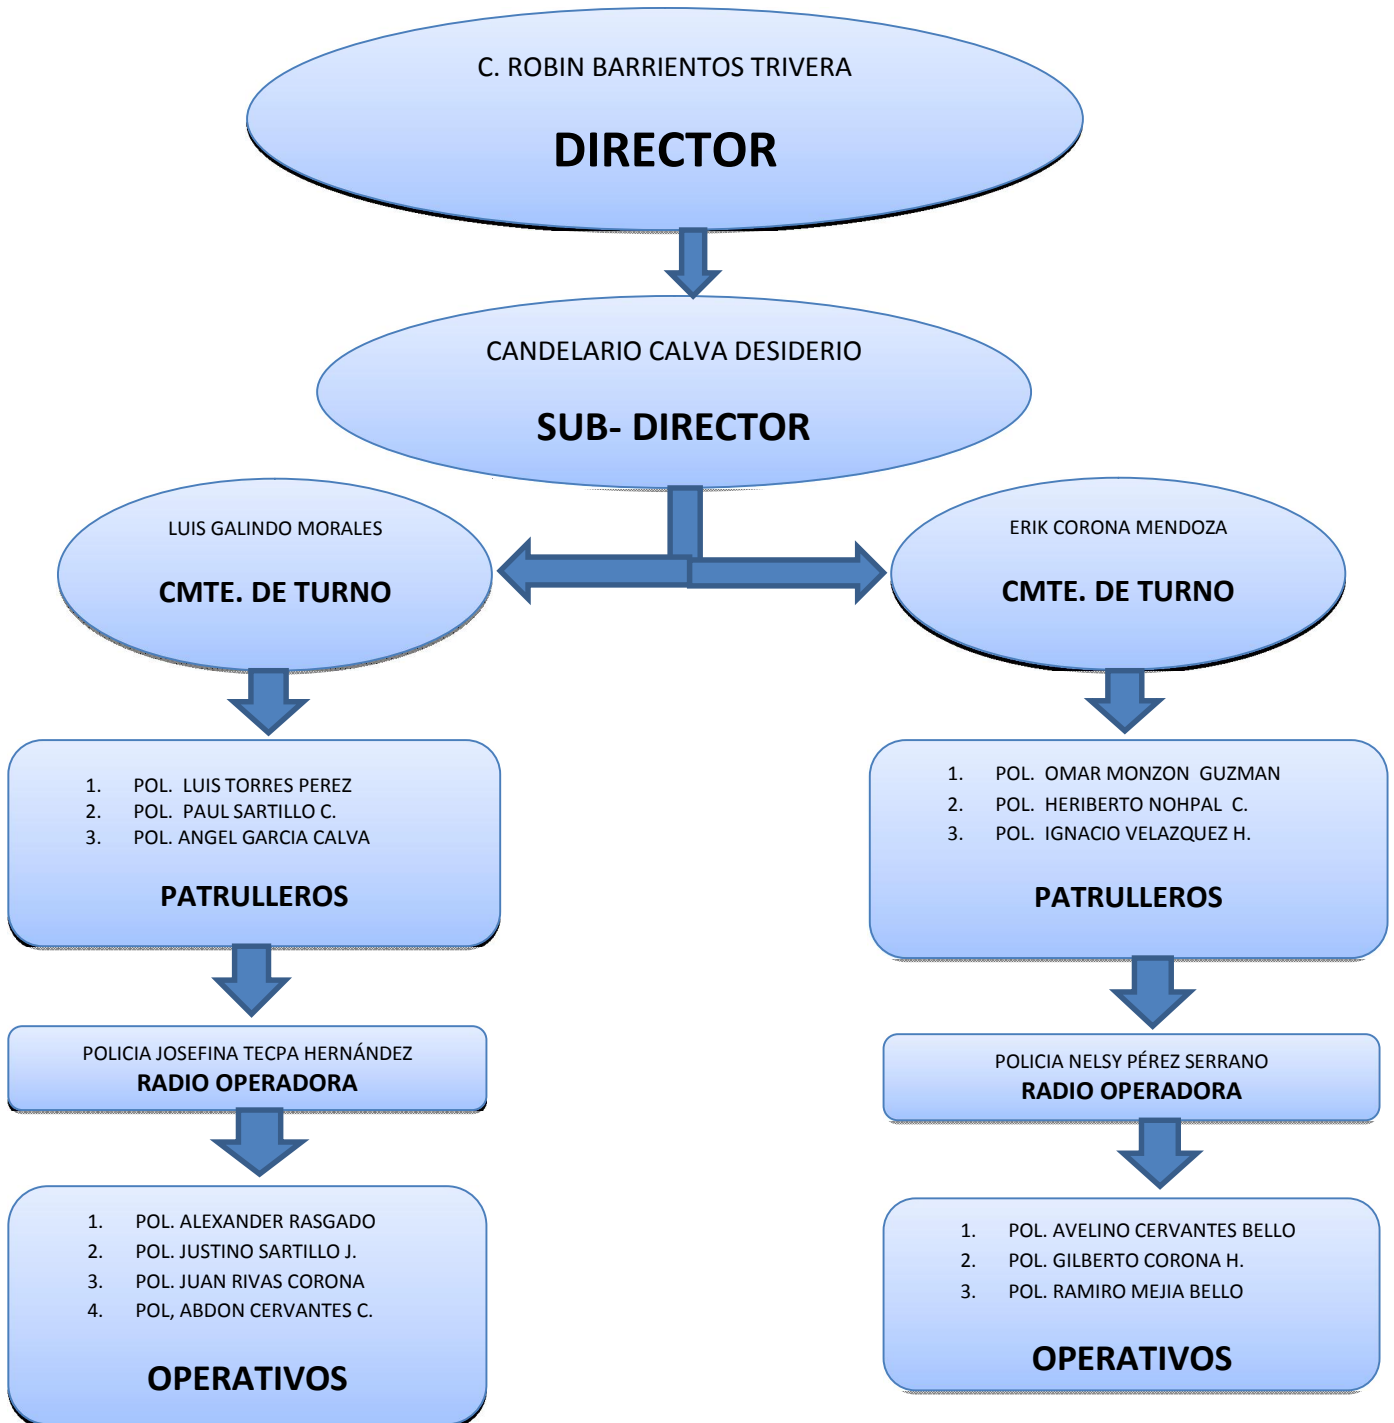 C. ROBIN BARRIENTOS TRIVERA
DIRECTOR
CANDELARIO CALVA DESIDERIO
SUB- DIRECTOR
LUIS GALINDO MORALES
CMTE. DE TURNO
ERIK CORONA MENDOZA
CMTE. DE TURNO
1. POL. LUIS TORRES PEREZ
2. POL. PAUL SARTILLO C.
3. POL. ANGEL GARCIA CALVA
PATRULLEROS
1. POL. OMAR MONZON GUZMAN
2. POL. HERIBERTO NOHPAL C.
3. POL. IGNACIO VELAZQUEZ H.
PATRULLEROS
POLICIA JOSEFINA TECPA HERNÁNDEZ
RADIO OPERADORA
POLICIA NELSY PÉREZ SERRANO
RADIO OPERADORA
1. POL. ALEXANDER RASGADO
2. POL. JUSTINO SARTILLO J.
3. POL. JUAN RIVAS CORONA
4. POL, ABDON CERVANTES C.
OPERATIVOS
1. POL. AVELINO CERVANTES BELLO
2. POL. GILBERTO CORONA H.
3. POL. RAMIRO MEJIA BELLO
OPERATIVOS